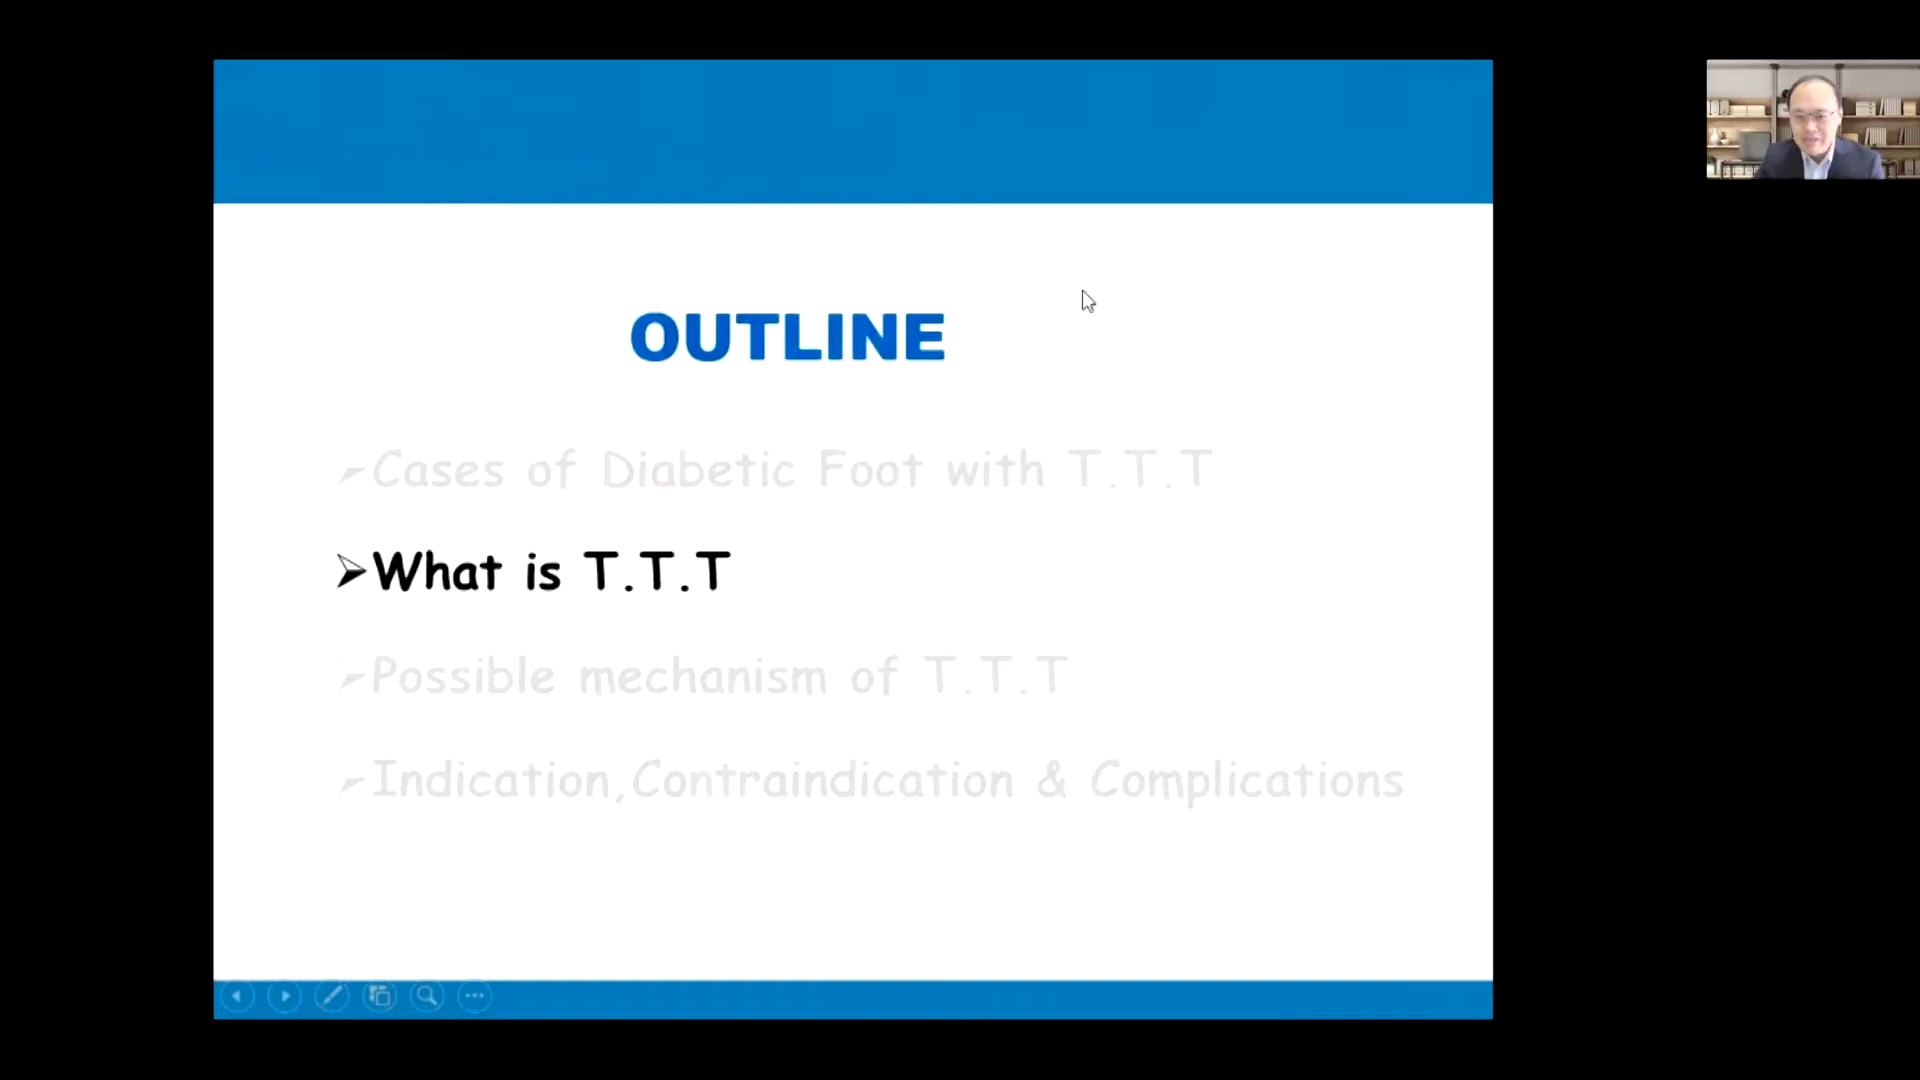 OUTLINE
➢Cases of Diabetic Foot with T.T.T
➢What is T.T.T
➢Possible mechanism of T.T.T
➢Indication,Contraindication & Complications